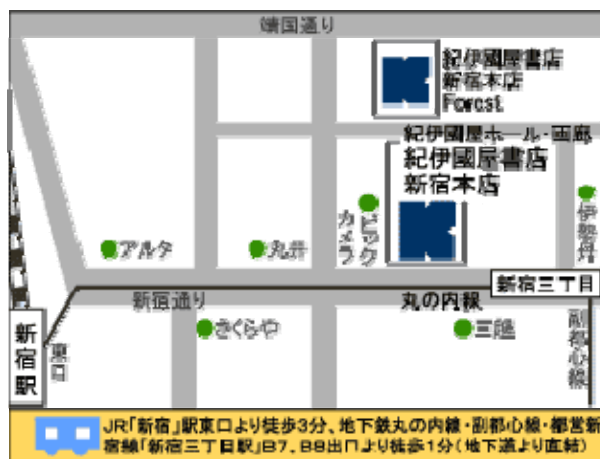 靖国通り
紀伊國屋書店
新宿本店
Forest
紀伊國屋ホール・画廊
紀伊國屋書店
新宿本店
ビック
カメラ
伊勢丹
アルタ
丸井
新宿三丁目
新宿通り
丸の内線
新宿駅
東口
さくらや
三越
副都心線
JR「新宿」駅東口より徒歩3分、地下鉄丸の内線・副都心線・都営新
宿線「新宿三丁目駅」B7、B8出口より徒歩1分(地下道より直結)